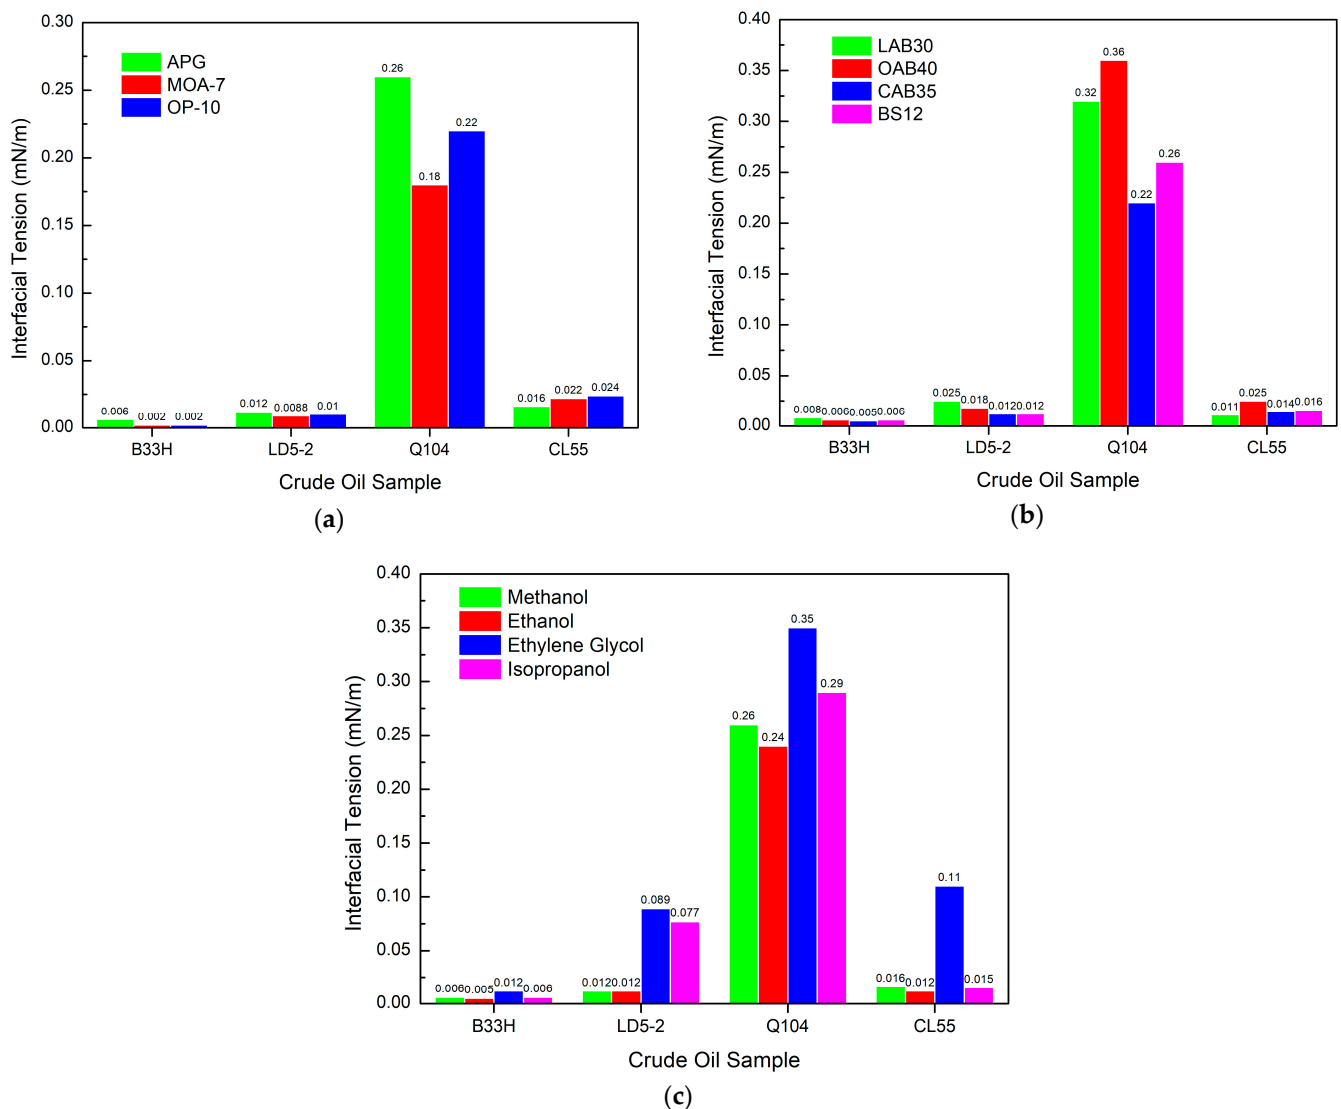 0.30
0.25
0.20
0.15
0.10
0.05
0.00
Interfacial Tension (mN/m)
APG
MOA-7
OP-10
0.006
0.002
0.002
0.012
0.0088
0.01
0.26
0.18
0.22
0.016
0.022
0.024
B33H
LD5-2
Q104
CL55
Crude Oil Sample
(a)
0.40
0.35
0.30
0.25
0.20
0.15
0.10
0.05
0.00
Interfacial Tension (mN/m)
LAB30
OAB40
CAB35
BS12
0.008
0.006
0.005
0.006
0.025
0.018
0.012
0.012
0.32
0.36
0.22
0.26
0.011
0.025
0.014
0.016
B33H
LD5-2
Q104
CL55
Crude Oil Sample
(b)
0.40
0.35
0.30
0.25
0.20
0.15
0.10
0.05
0.00
Interfacial Tension (mN/m)
Methanol
Ethanol
Ethylene Glycol
Isopropanol
0.006
0.005
0.012
0.006
0.012
0.012
0.089
0.077
0.26
0.24
0.35
0.29
0.016
0.012
0.11
0.015
B33H
LD5-2
Q104
CL55
Crude Oil Sample
(c)